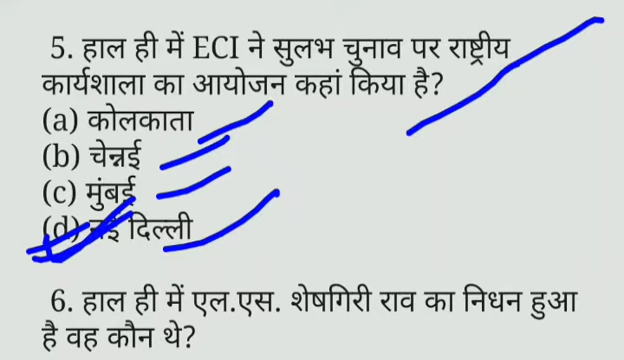 5. हाल ही में ECI ने सुलभ चुनाव पर राष्ट्रीय
कार्यशाला का आयोजन कहां किया है?
(a) कोलकाता
(b) चेन्नई
(c) मुंबई
(d) नई दिल्ली
6. हाल ही में एल.एस. शेषगिरी राव का निधन हुआ
है वह कौन थे?